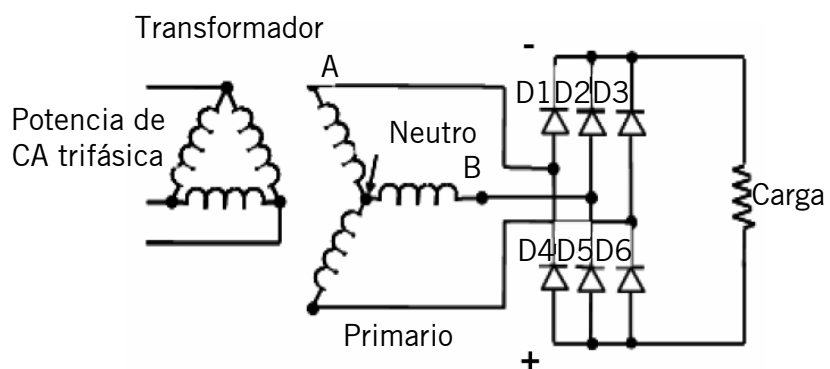 Transformador
-
A
D1D2D3
Potencia de
CA trifásica
Neutro
B
Carga
D4D5D6
Primario
+